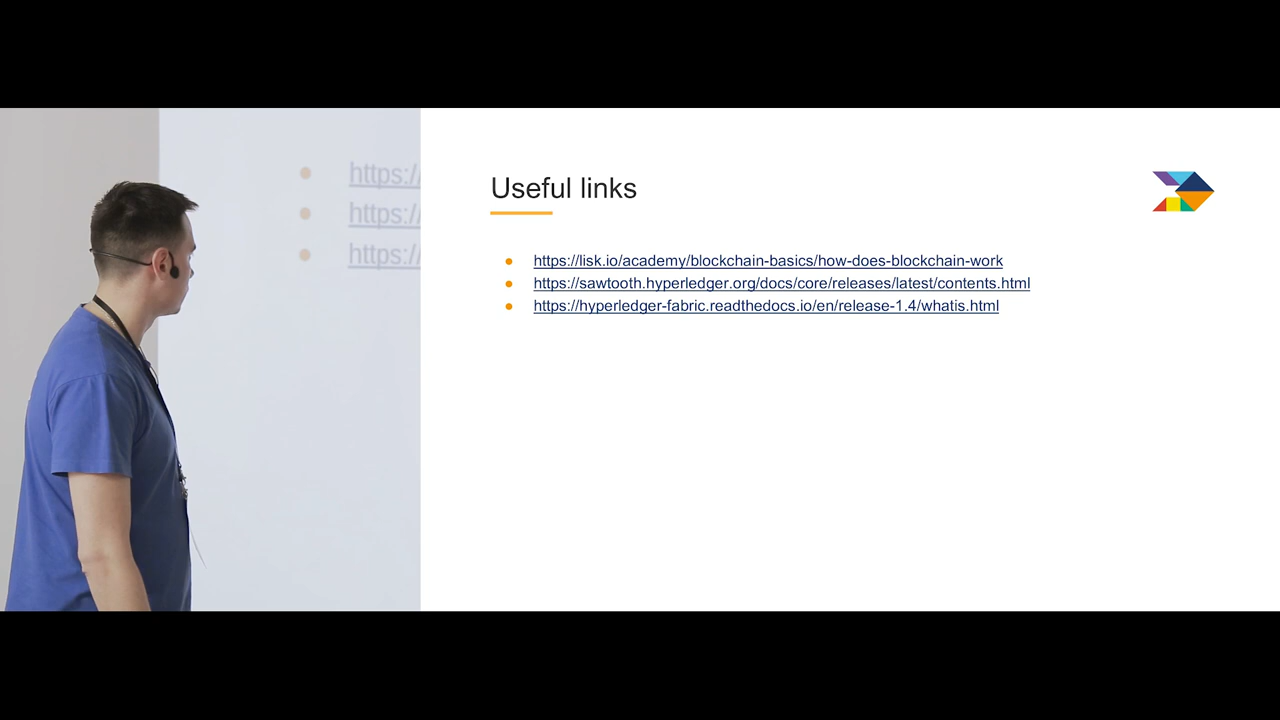 https:/
https:/
https:/
Useful links
https://lisk.io/academy/blockchain-basics/how-does-blockchain-work
https://sawtooth.hyperledger.org/docs/core/releases/latest/contents.html
https://hyperledger-fabric.readthedocs.io/en/release-1.4/whatis.html